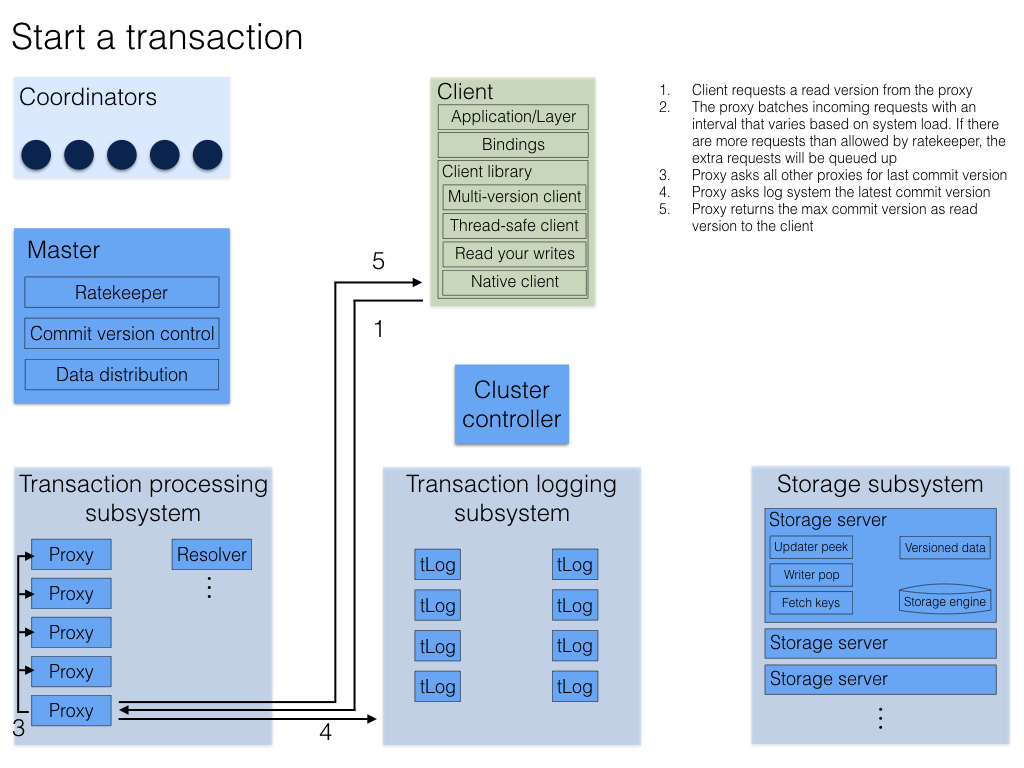 Start a transaction
Coordinators
Client
Application/Layer
Bindings
Client library
Multi-version client
Thread-safe client
Read your writes
Native client
1. Client requests a read version from the proxy
2. The proxy batches incoming requests with an
interval that varies based on system load. If there
are more requests than allowed by ratekeeper, the
extra requests will be queued up
3. Proxy asks all other proxies for last commit version
4. Proxy asks log system the latest commit version
5. Proxy returns the max commit version as read
version to the client
Master
Ratekeeper
Commit version control
Data distribution
5
1
Cluster
controller
Transaction processing
subsystem
Proxy
Proxy
Proxy
Proxy
Proxy
Resolver
3
4
Transaction logging
subsystem
tLog
tLog
tLog
tLog
tLog
tLog
tLog
tLog
Storage subsystem
Storage server
Updater peek
Versioned data
Writer pop
Fetch keys
Storage engine
Storage server
Storage server